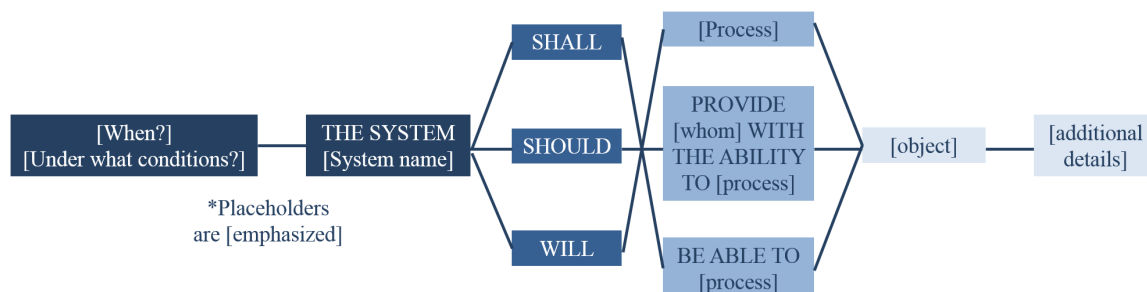 [When?]
[Under what conditions?]
*Placeholders
are [emphasized]
THE SYSTEM
[System name]
SHALL
SHOULD
WILL
[Process]
PROVIDE
[whom] WITH
THE ABILITY
TO [process]
BE ABLE TO
[process]
[object]
[additional
details]